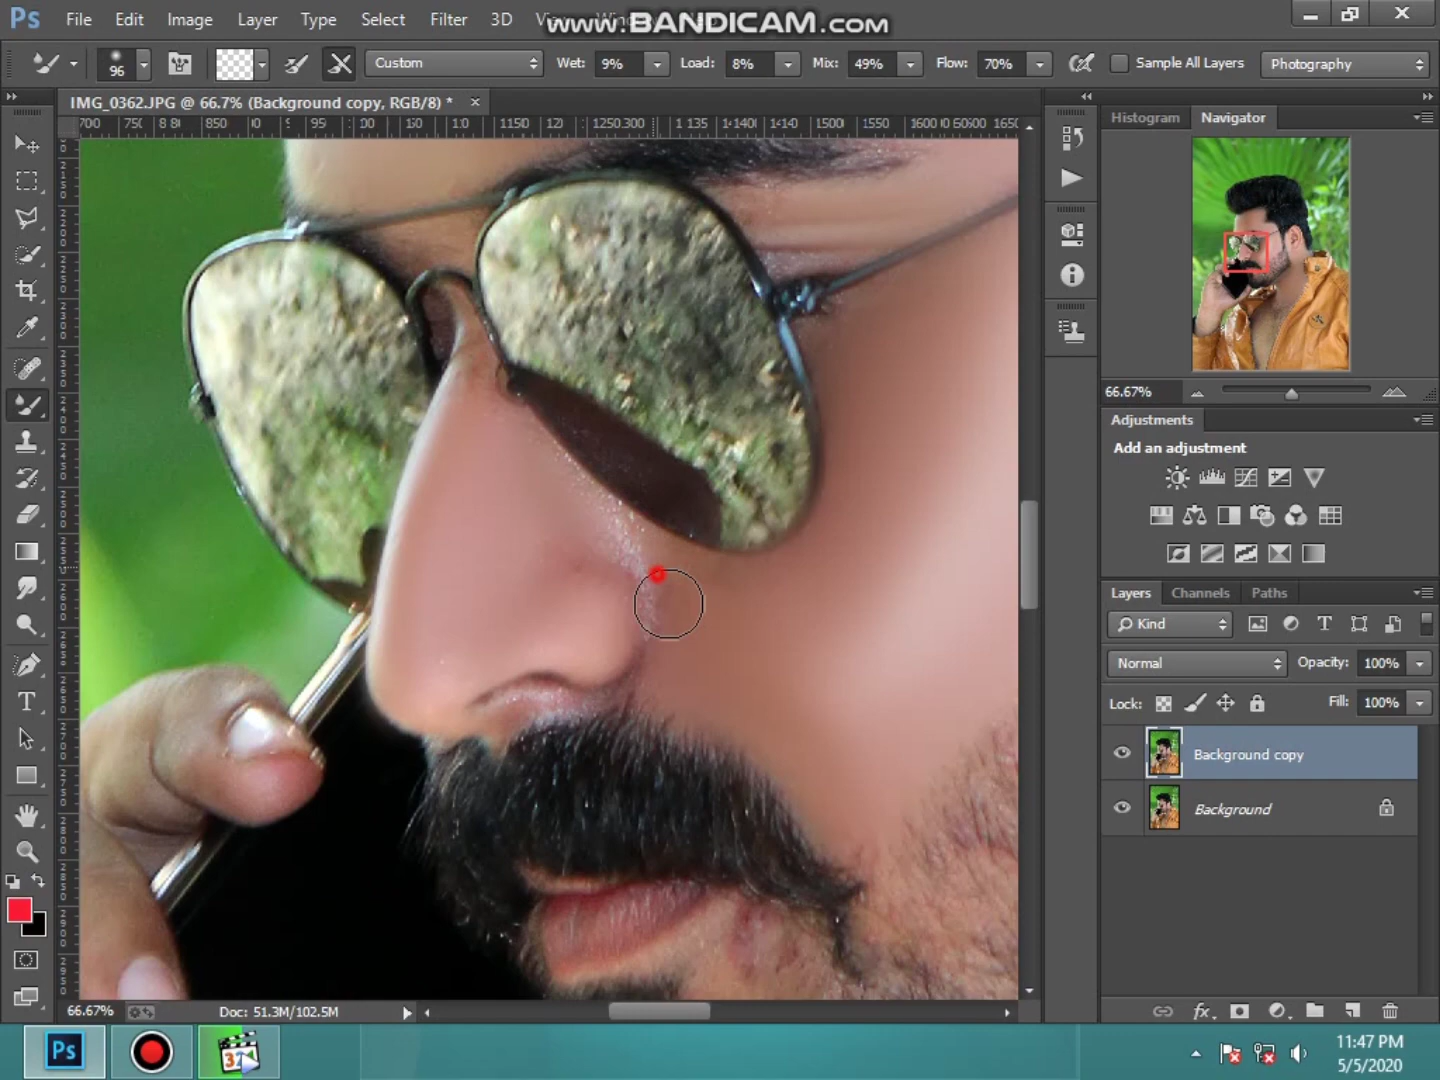 Ps File Edit Image Layer Type Select Filter 3D
www.BANDICAM.com
96 Custom Wet: 9% Load: 8% Mix: 49% Flow: 70% Sample All Layers Photography
IMG_0362.JPG @ 66.7% (Background copy, RGB/8) *
Histogram Navigator
66.67%
Adjustments
Add an adjustment
Layers Channels Paths
Kind
Normal Opacity: 100%
Lock: Fill: 100%
Background copy
Background
fx
66.67% Doc: 51.3M/102.5M
Ps
11:47 PM
5/5/2020